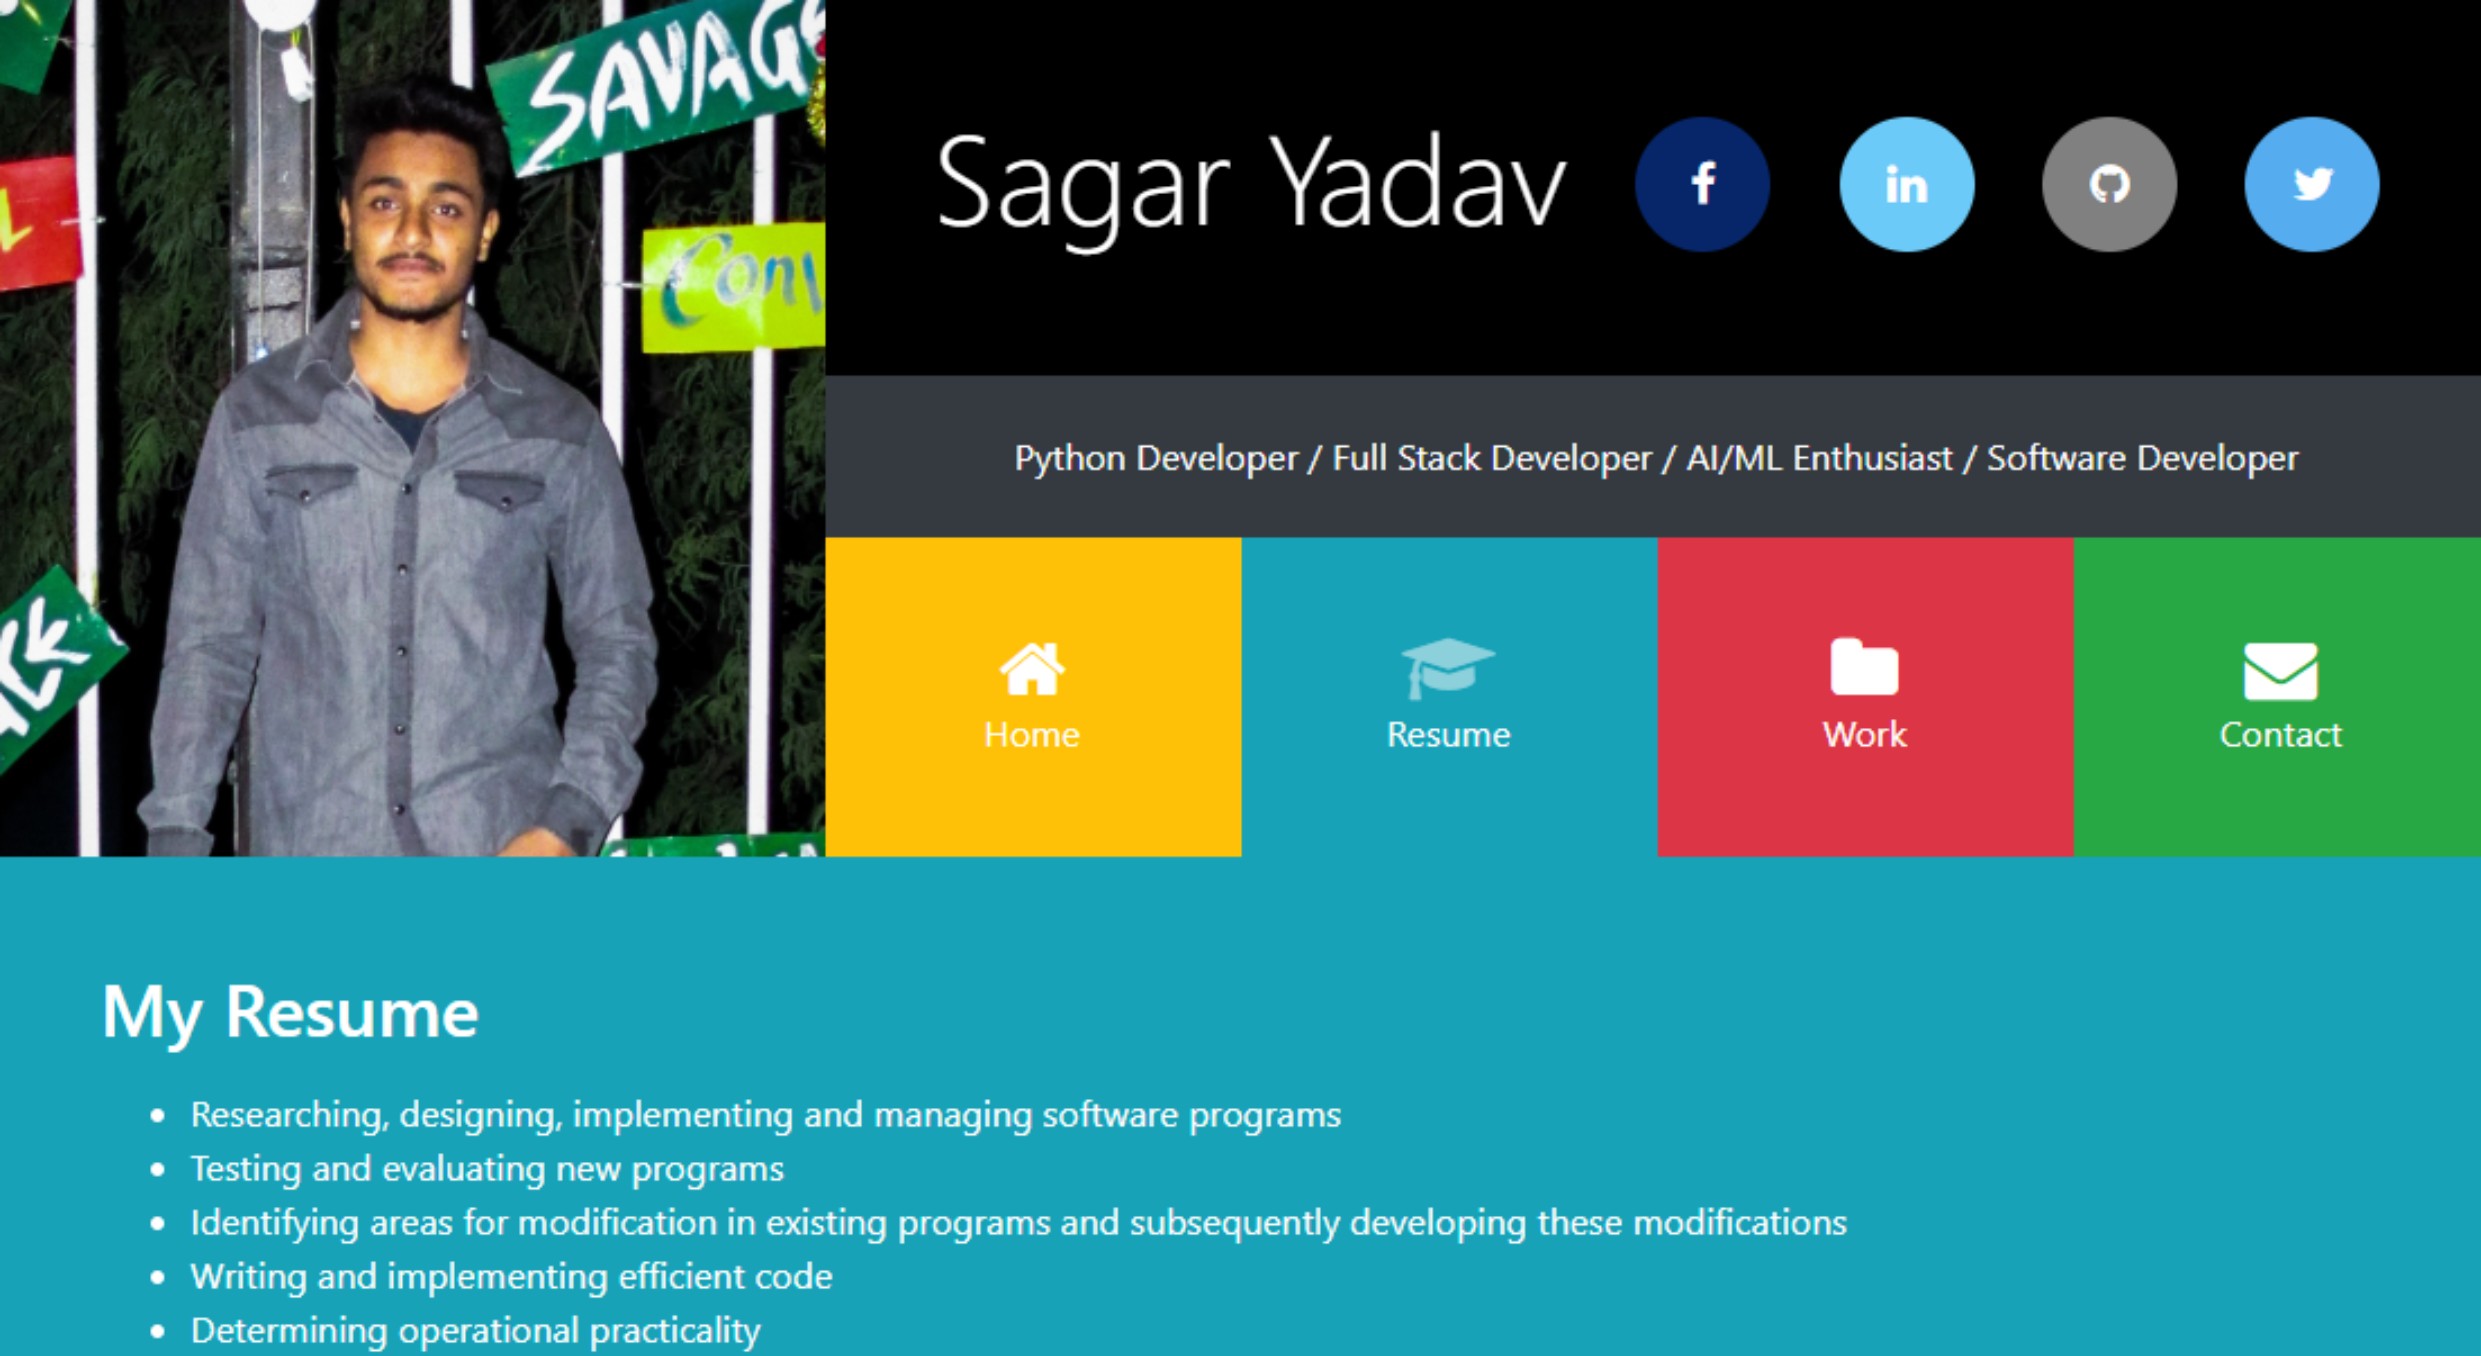 SAVAGE
Sagar Yadav
Python Developer / Full Stack Developer / AI/ML Enthusiast / Software Developer
Home
Resume
Work
Contact
My Resume
Researching, designing, implementing and managing software programs
Testing and evaluating new programs
Identifying areas for modification in existing programs and subsequently developing these modifications
Writing and implementing efficient code
Determining operational practicality